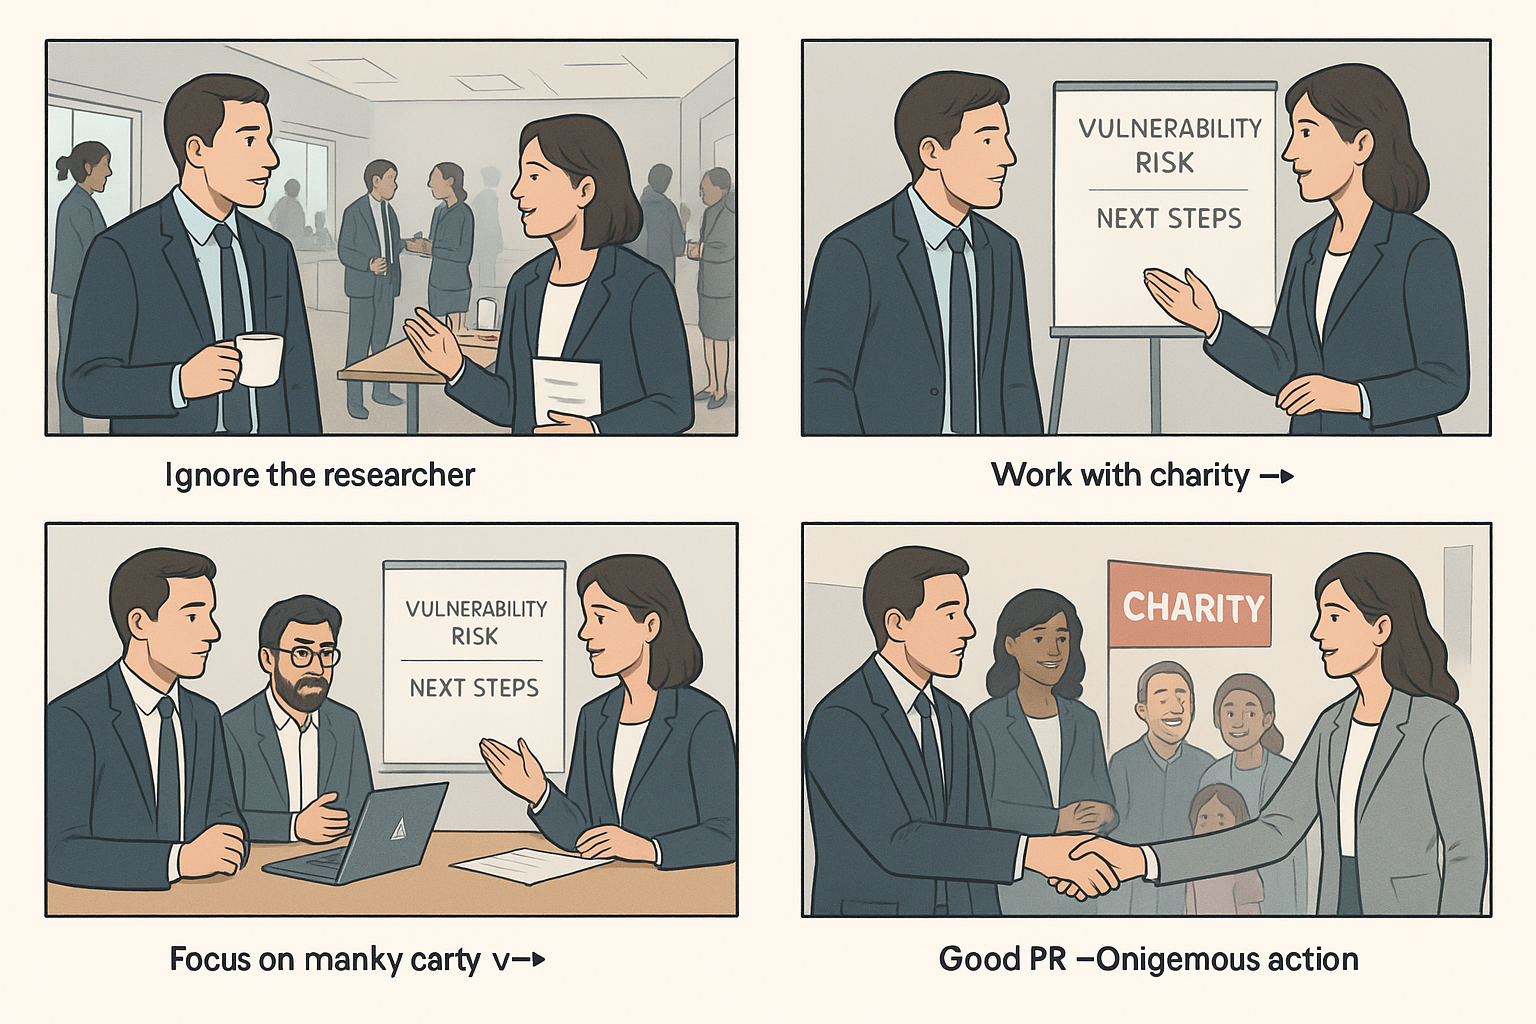 VULNERABILITY
RISK
NEXT STEPS
Ignore the researcher
Work with charity –▸
VULNERABILITY
RISK
NEXT STEPS
CHARITY
Focus on manky carty v–▸
Good PR –Onigemous action